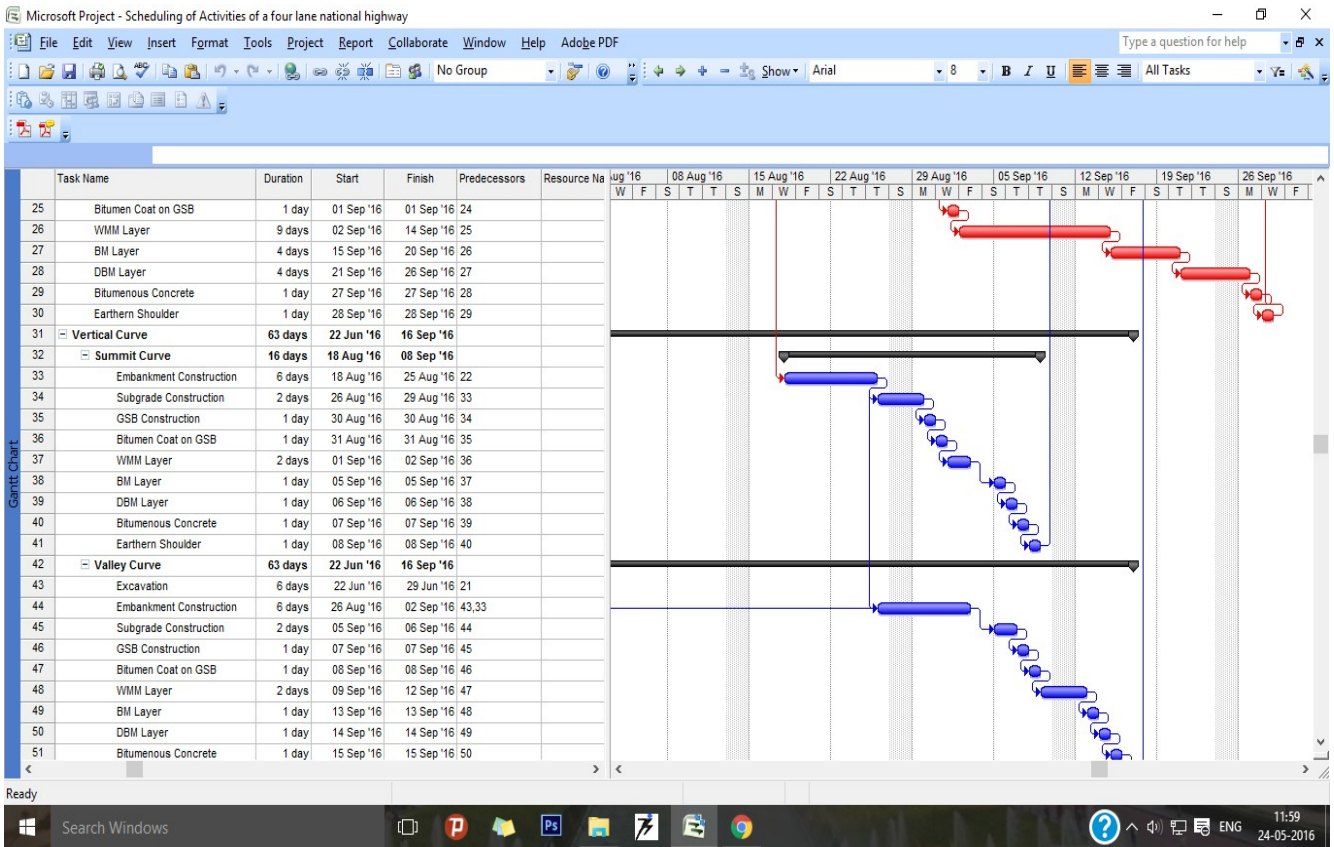 Microsoft Project - Scheduling of Activities of a four lane national highway
File Edit View Insert Format Tools Project Report Collaborate Window Help Adobe PDF Type a question for help
No Group Show Arial 8 B I U All Tasks
Task Name Duration Start Finish Predecessors Resource Na ug '16 08 Aug '16 15 Aug '16 22 Aug '16 29 Aug '16 05 Sep '16 12 Sep '16 19 Sep '16 26 Sep '16
W F S T T S M W F S T T S M W F S T T S M W F S T T S M W F
25 Bitumen Coat on GSB 1 day 01 Sep '16 01 Sep '16 24
26 WMM Layer 9 days 02 Sep '16 14 Sep '16 25
27 BM Layer 4 days 15 Sep '16 20 Sep '16 26
28 DBM Layer 4 days 21 Sep '16 26 Sep '16 27
29 Bitumenous Concrete 1 day 27 Sep '16 27 Sep '16 28
30 Earthern Shoulder 1 day 28 Sep '16 28 Sep '16 29
31 Vertical Curve 63 days 22 Jun '16 16 Sep '16
32 Summit Curve 16 days 18 Aug '16 08 Sep '16
33 Embankment Construction 6 days 18 Aug '16 25 Aug '16 22
34 Subgrade Construction 2 days 26 Aug '16 29 Aug '16 33
35 GSB Construction 1 day 30 Aug '16 30 Aug '16 34
36 Bitumen Coat on GSB 1 day 31 Aug '16 31 Aug '16 35
37 WMM Layer 2 days 01 Sep '16 02 Sep '16 36
38 BM Layer 1 day 05 Sep '16 05 Sep '16 37
39 DBM Layer 1 day 06 Sep '16 06 Sep '16 38
40 Bitumenous Concrete 1 day 07 Sep '16 07 Sep '16 39
41 Earthern Shoulder 1 day 08 Sep '16 08 Sep '16 40
42 Valley Curve 63 days 22 Jun '16 16 Sep '16
43 Excavation 6 days 22 Jun '16 29 Jun '16 21
44 Embankment Construction 6 days 26 Aug '16 02 Sep '16 43,33
45 Subgrade Construction 2 days 05 Sep '16 06 Sep '16 44
46 GSB Construction 1 day 07 Sep '16 07 Sep '16 45
47 Bitumen Coat on GSB 1 day 08 Sep '16 08 Sep '16 46
48 WMM Layer 2 days 09 Sep '16 12 Sep '16 47
49 BM Layer 1 day 13 Sep '16 13 Sep '16 48
50 DBM Layer 1 day 14 Sep '16 14 Sep '16 49
51 Bitumenous Concrete 1 day 15 Sep '16 15 Sep '16 50
Gantt Chart
Ready
Search Windows Ps ENG 11:59
24-05-2016